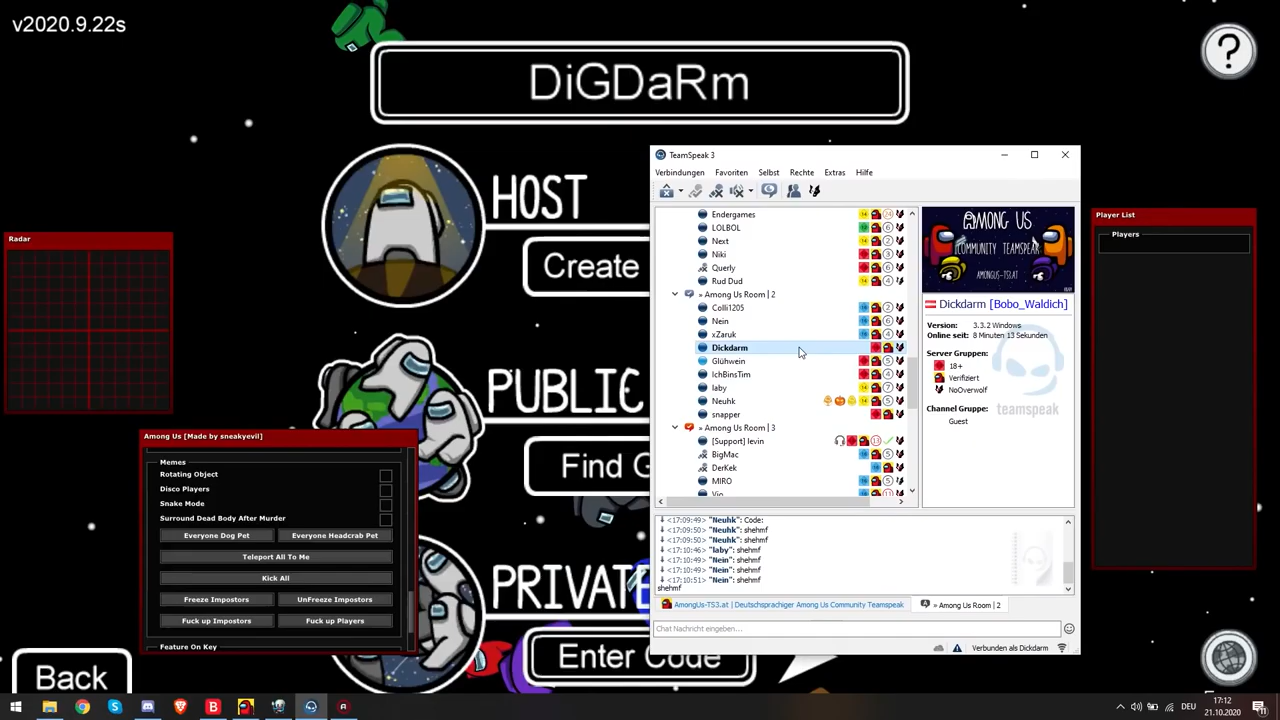 v2020.9.22s
DiGDaRm
?
HOST
Create
PUBLIC
Find G
PRIVATE
Enter Code
Back
Radar
Among Us [Made by sneakyevil]
Memes
Rotating Object
Disco Players
Snake Mode
Surround Dead Body After Murder
Everyone Dog Pet
Everyone Headcrab Pet
Teleport All To Me
Kick All
Freeze Impostors
UnFreeze Impostors
Fuck up Impostors
Fuck up Players
Feature On Key
TeamSpeak 3
Verbindungen Favoriten Selbst Rechte Extras Hilfe
Endergames
LOLBOL
Next
Niki
Querly
Rud Dud
» Among Us Room | 2
Colli1205
Nein
xZaruk
Dickdarm
Glühwein
IchBinsTim
laby
Neuhk
snapper
» Among Us Room | 3
[Support] levin
BigMac
DerKek
MIRO
Vio
AMONG US
COMMUNITY TEAMSPEAK
AMONGUS-TS3.AT
Dickdarm [Bobo_Waldich]
Version: 3.3.2 Windows
Online seit: 8 Minuten 13 Sekunden
Server Gruppen:
18+
Verifiziert
NoOverwolf
Channel Gruppe:
Guest
teamspeak
<17:09:49> "Neuhk": Code:
<17:09:50> "Neuhk": shehmf
<17:09:50> "Neuhk": shehmf
<17:10:46> "laby": shehmf
<17:10:49> "Nein": shehmf
<17:10:49> "Nein": shehmf
<17:10:51> "Nein": shehmf
shehmf
AmongUs-TS3.at | Deutschsprachiger Among Us Community Teamspeak
» Among Us Room | 2
Chat Nachricht eingeben...
Verbunden als Dickdarm
Player List
Players
DEU
17:12
21.10.2020